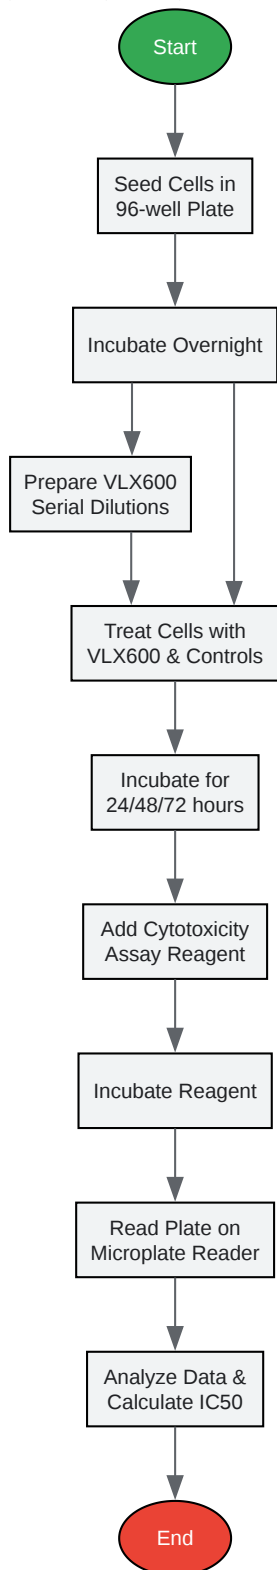 Start
Seed Cells in
96-well Plate
Incubate Overnight
Prepare VLX600
Serial Dilutions
Treat Cells with
VLX600 & Controls
Incubate for
24/48/72 hours
Add Cytotoxicity
Assay Reagent
Incubate Reagent
Read Plate on
Microplate Reader
Analyze Data &
Calculate IC50
End